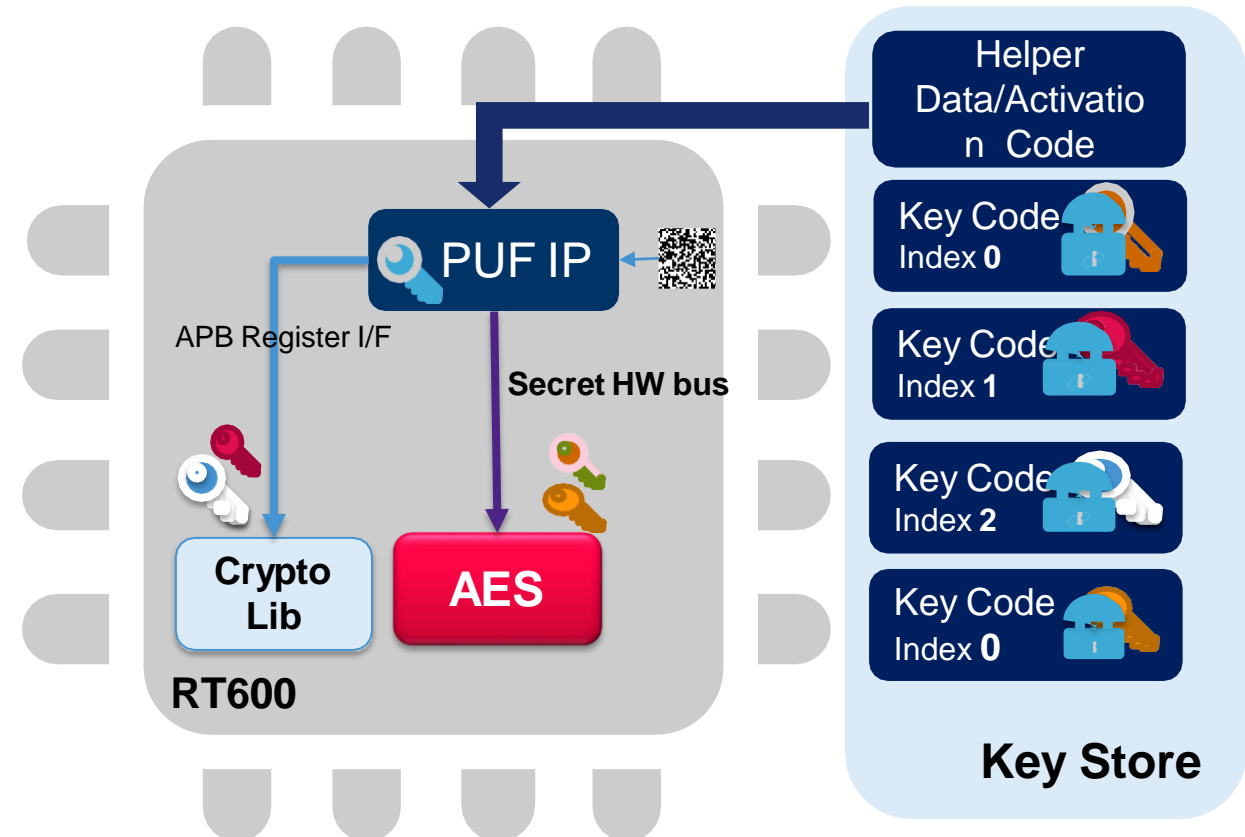 Helper
Data/Activatio
n Code
Key Code
Index 0
PUF IP
APB Register I/F
Key Code
Index 1
Secret HW bus
Key Code
Index 2
Crypto
Lib
AES
Key Code
Index 0
RT600
Key Store